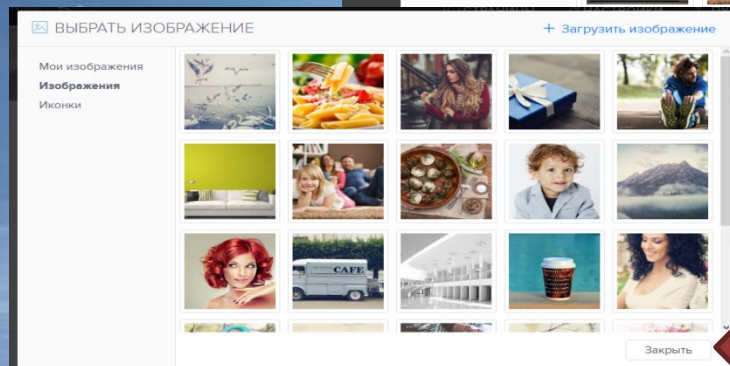 ВЫБРАТЬ ИЗОБРАЖЕНИЕ
+ Загрузить изображение
Мои изображения
Изображения
Иконки
CAFE
Закрыть